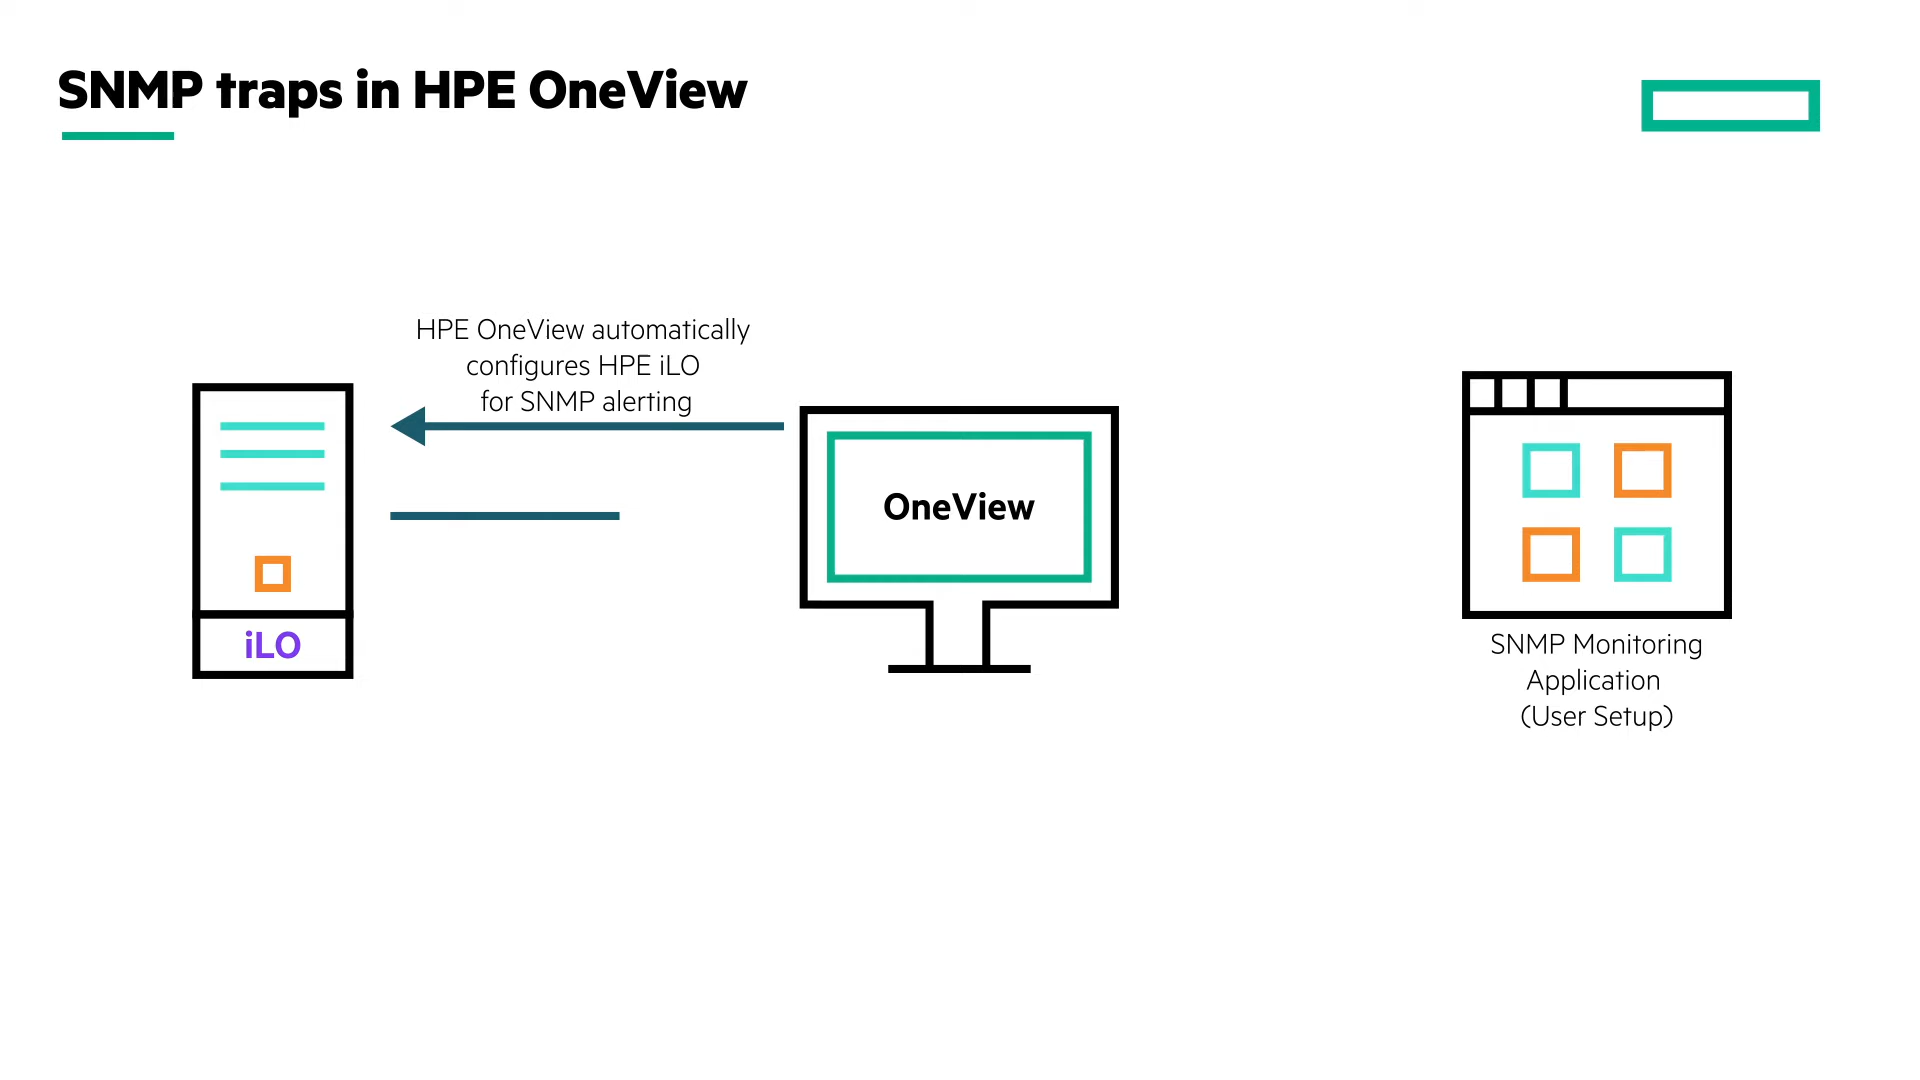 SNMP traps in HPE OneView
HPE OneView automatically
configures HPE iLO
for SNMP alerting
OneView
iLO
SNMP Monitoring
Application
(User Setup)